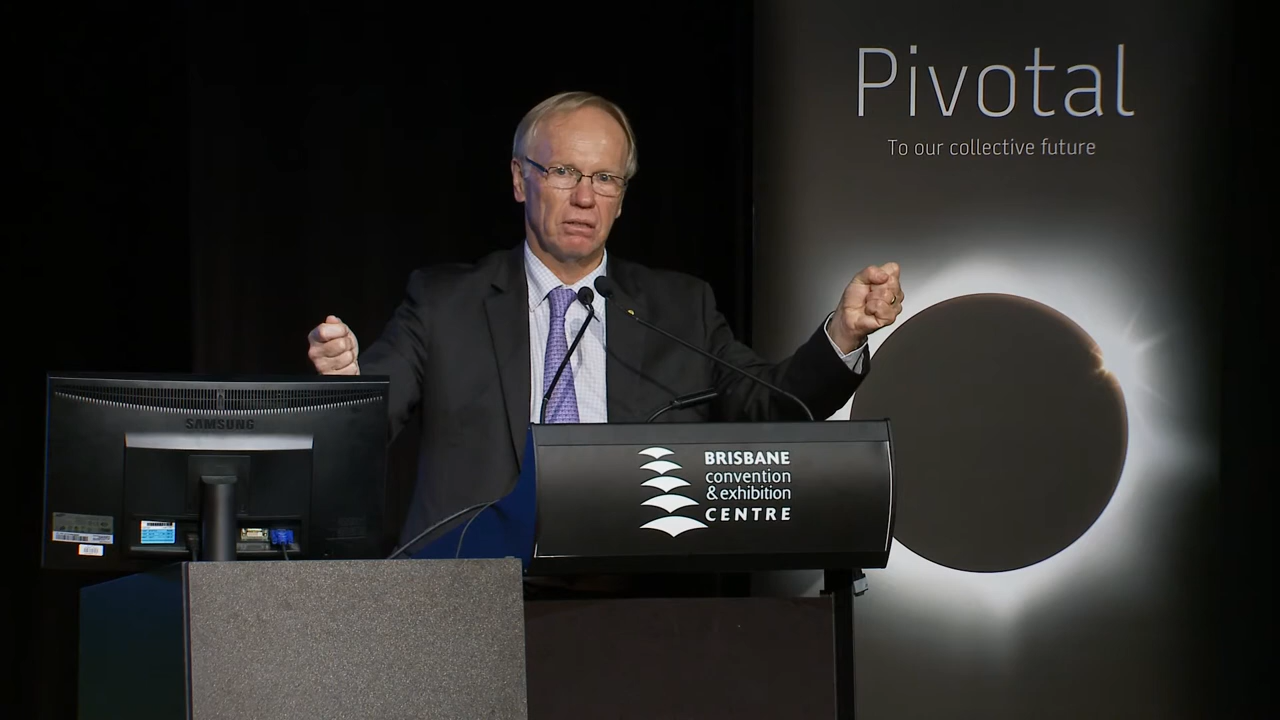 Pivotal
To our collective future
SAMSUNG
BRISBANE
convention
& exhibition
CENTRE